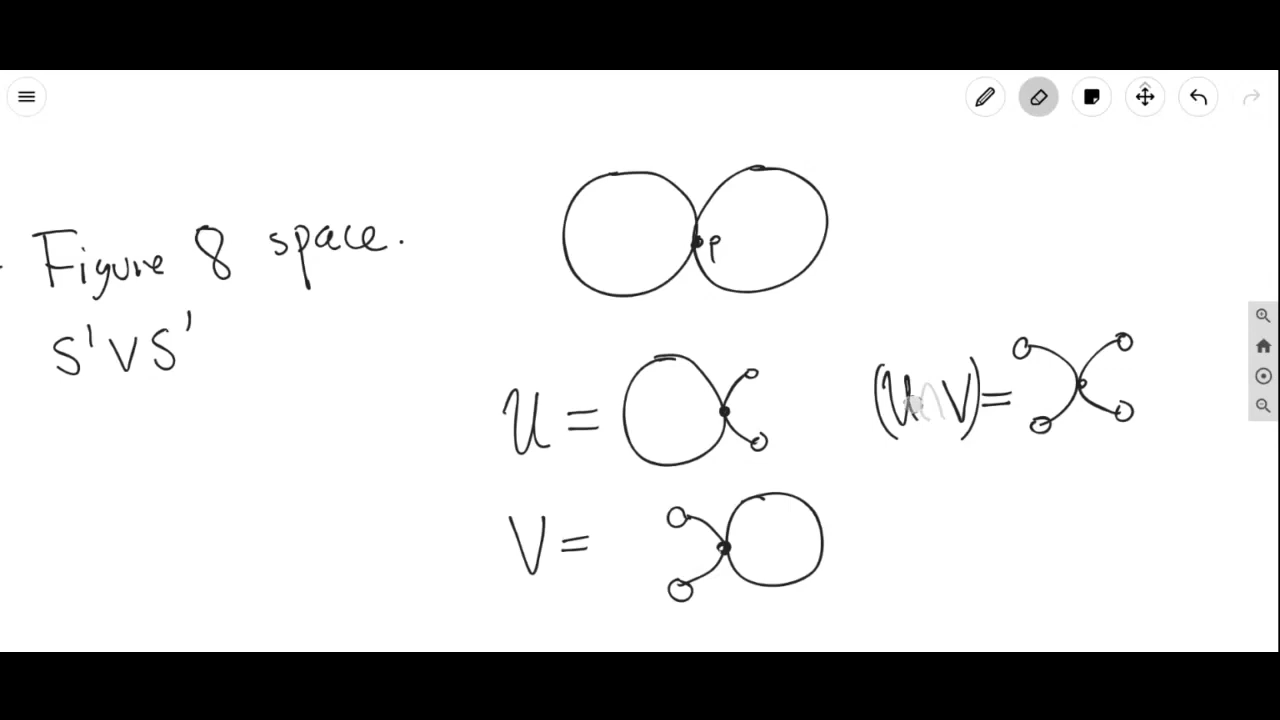 Figure 8 space.
S¹VS¹
p
U =
(U∩V)=
V =